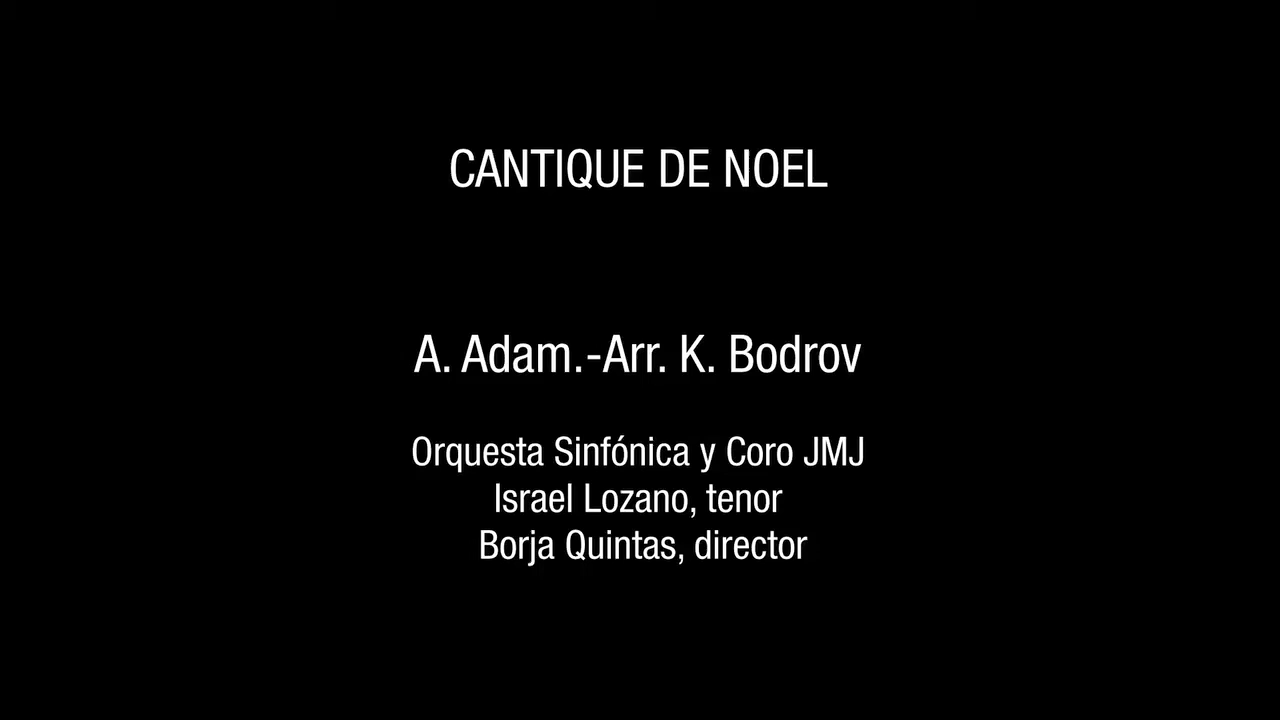 CANTIQUE DE NOEL
A. Adam.-Arr. K. Bodrov
Orquesta Sinfónica y Coro JMJ
Israel Lozano, tenor
Borja Quintas, director